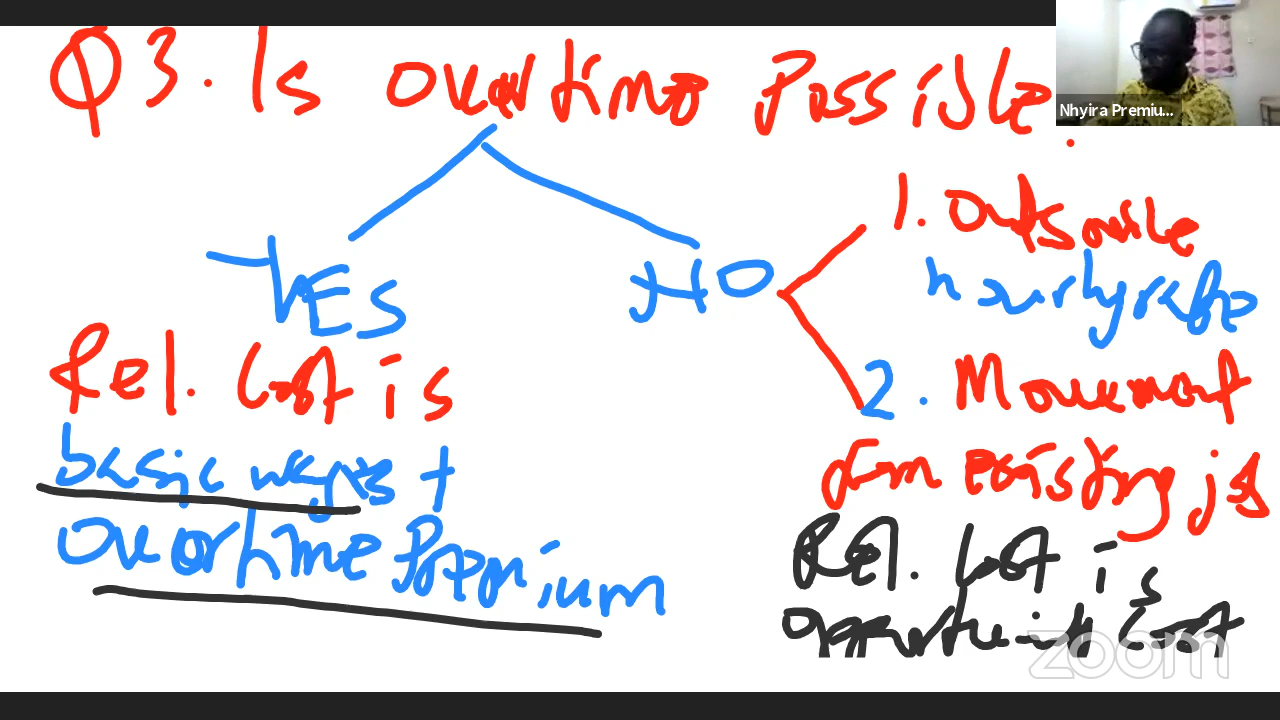 Q3. Is Overtime Possible.
Nhyira Premiu...
YES
NO
Rel. Cost is
basic wages +
Overtime Premium
1. Outsource
hourly rate
2. Movement
from existing job
Rel. Cost is
opportunity Cost
zoom